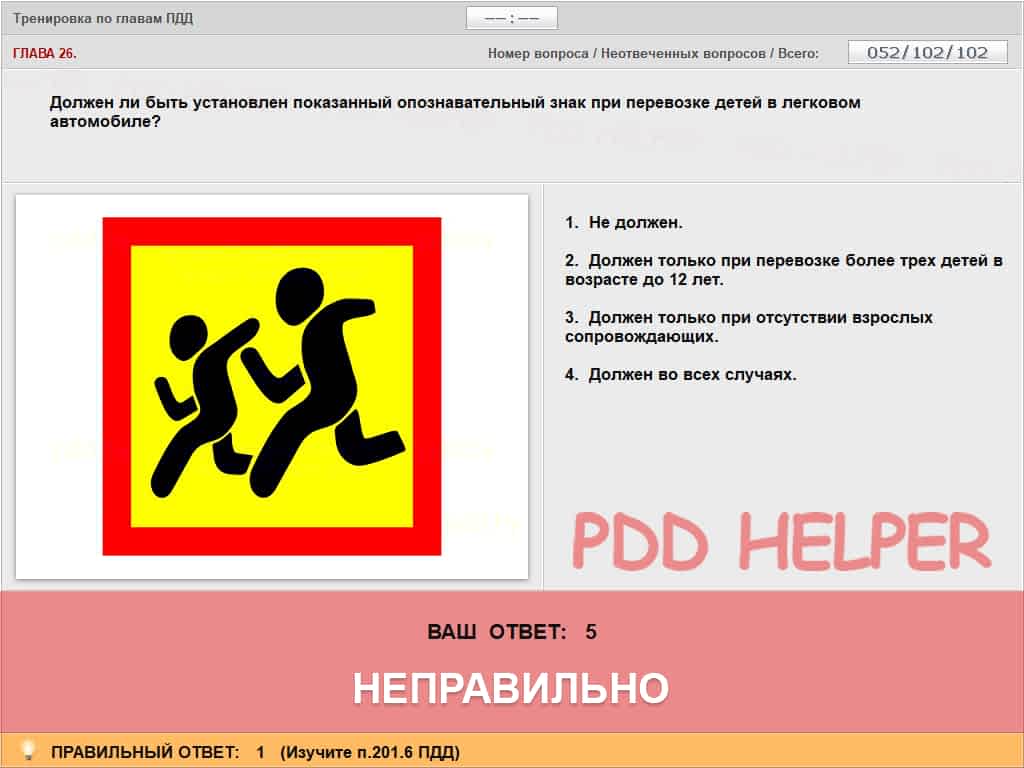 Тренировка по главам ПДД
–– : ––
ГЛАВА 26.
Номер вопроса / Неотвеченных вопросов / Всего:
052/102/102
Должен ли быть установлен показанный опознавательный знак при перевозке детей в легковом
автомобиле?
1. Не должен.
2. Должен только при перевозке более трех детей в
возрасте до 12 лет.
3. Должен только при отсутствии взрослых
сопровождающих.
4. Должен во всех случаях.
PDD HELPER
ВАШ ОТВЕТ: 5
НЕПРАВИЛЬНО
ПРАВИЛЬНЫЙ ОТВЕТ: 1 (Изучите п.201.6 ПДД)